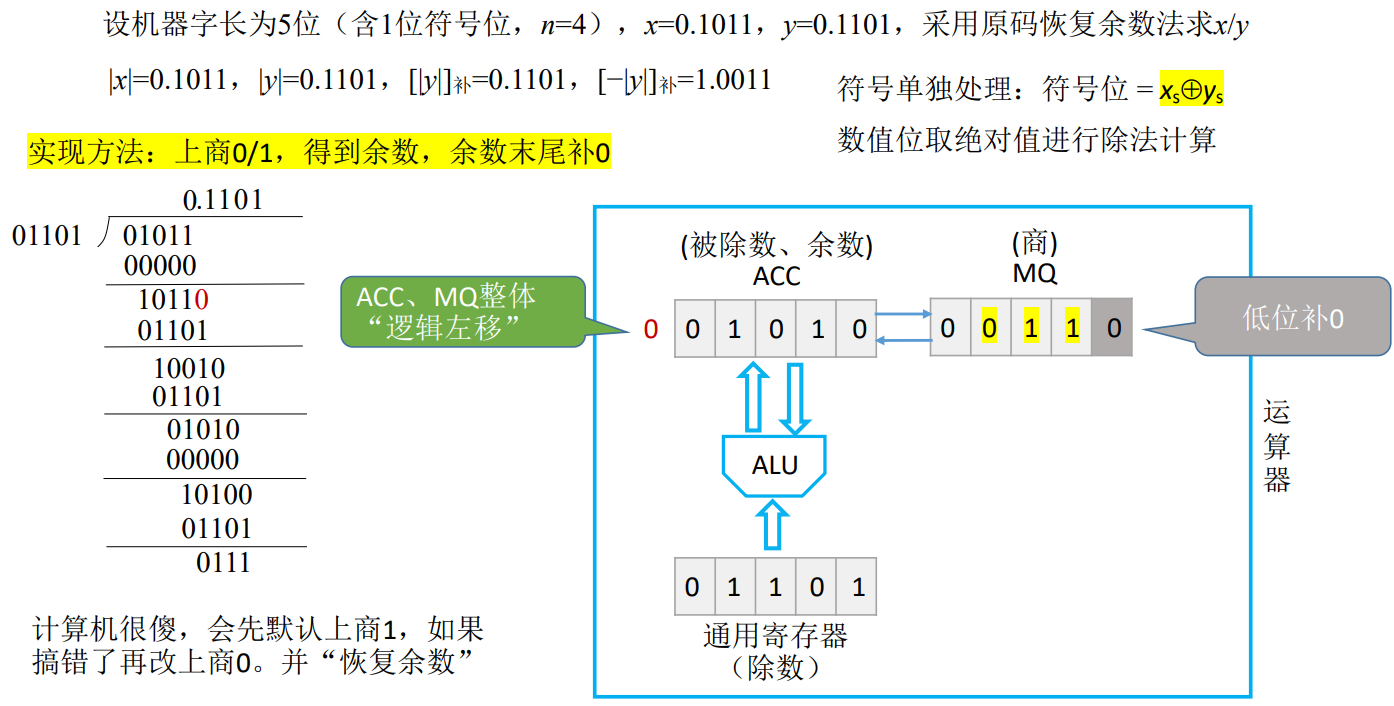 设机器字长为5位（含1位符号位，n=4），x=0.1011，y=0.1101，采用原码恢复余数法求x/y
|x|=0.1011，|y|=0.1101，[|y|]补=0.1101，[−|y|]补=1.0011
符号单独处理：符号位 = xs⊕ys
数值位取绝对值进行除法计算
实现方法：上商0/1，得到余数，余数末尾补0
0.1101
01101 01011
00000
10110
01101
10010
01101
01010
00000
10100
01101
0111
计算机很傻，会先默认上商1，如果
搞错了再改上商0。并“恢复余数”
ACC、MQ整体
“逻辑左移”
(被除数、余数)
ACC
(商)
MQ
0 0 1 0 1 0
0 0 1 1 0
低位补0
ALU
0 1 1 0 1
通用寄存器
（除数）
运
算
器